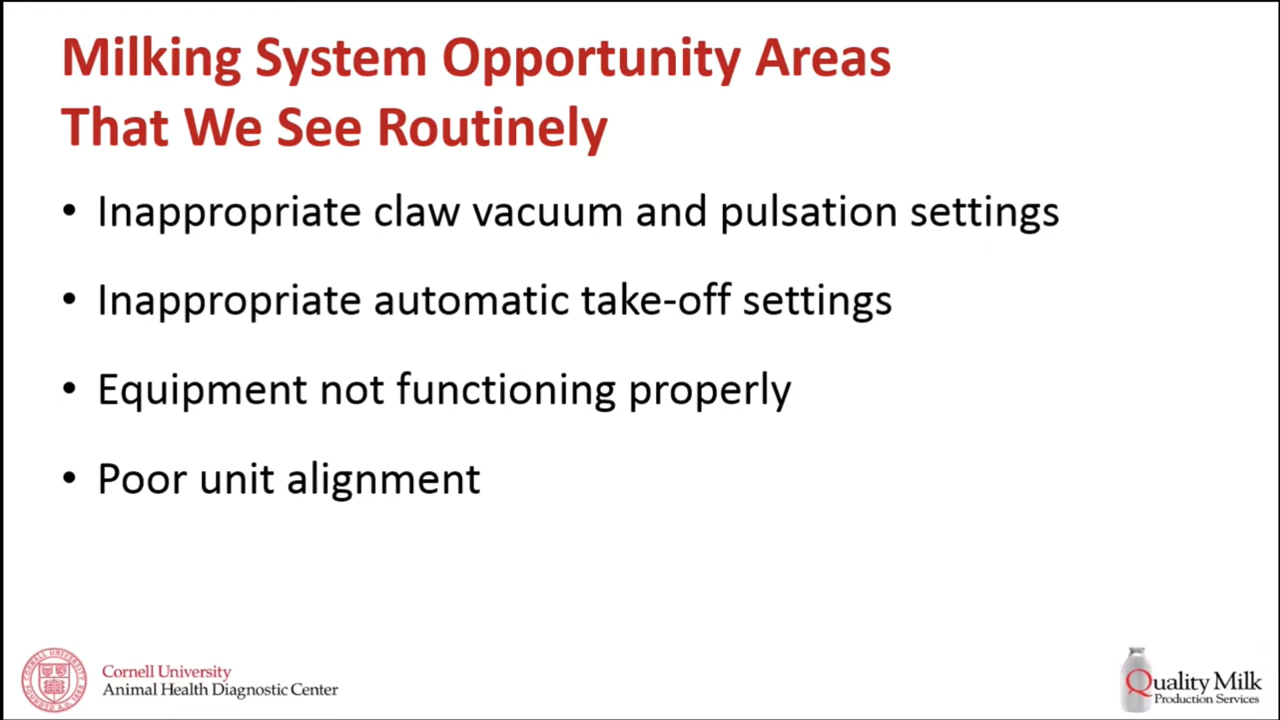 Milking System Opportunity Areas
That We See Routinely
• Inappropriate claw vacuum and pulsation settings
• Inappropriate automatic take-off settings
• Equipment not functioning properly
• Poor unit alignment
Cornell University
Animal Health Diagnostic Center
Quality Milk
Production Services